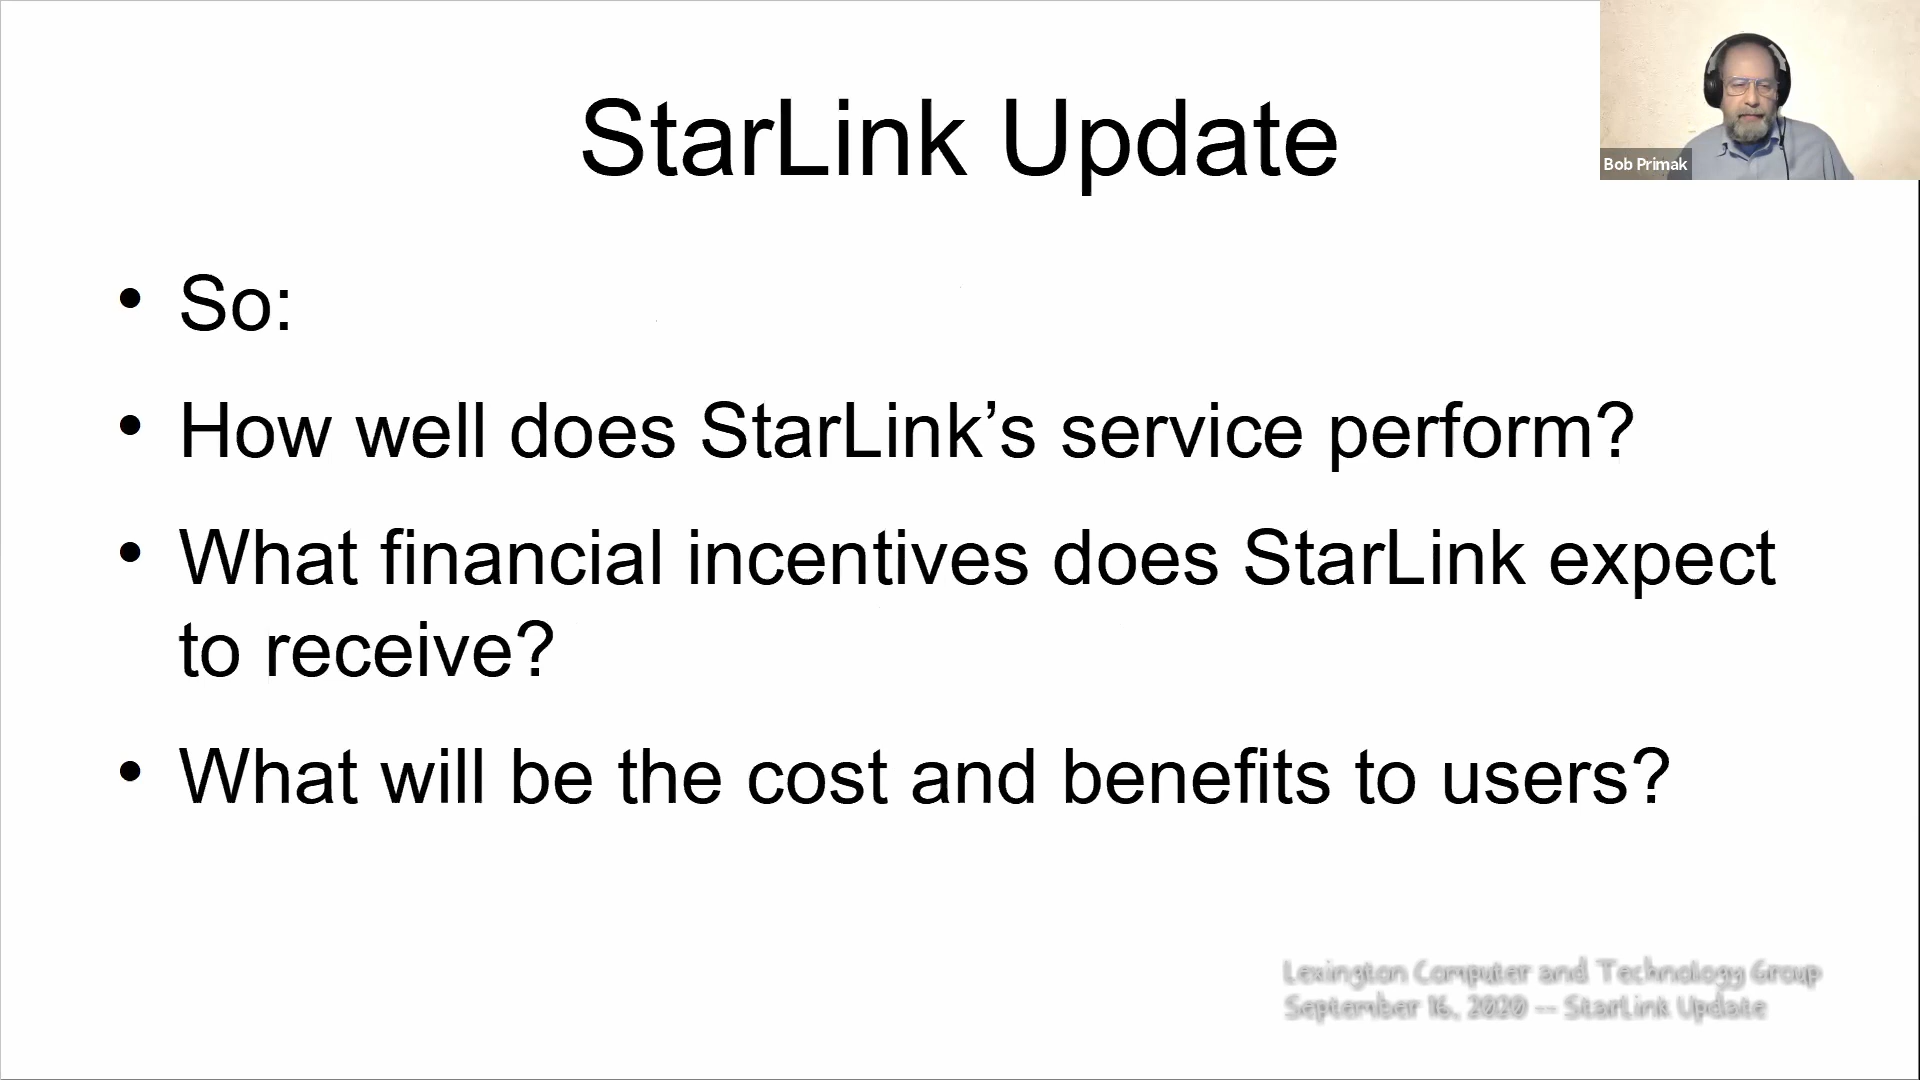 StarLink Update
Bob Primak
• So:
• How well does StarLink’s service perform?
• What financial incentives does StarLink expect
to receive?
• What will be the cost and benefits to users?
Lexington Computer and Technology Group
September 16, 2020 -- StarLink Update